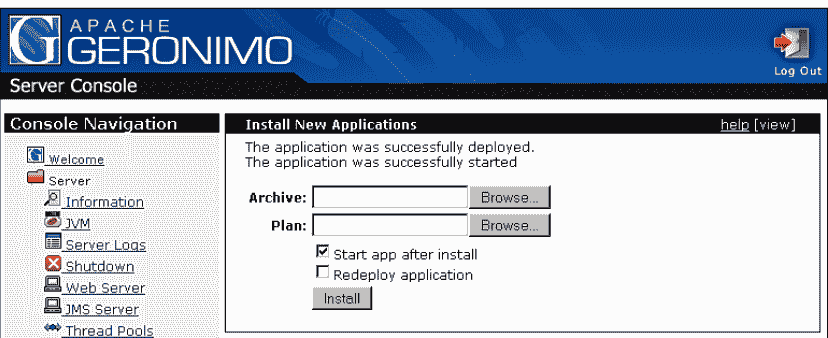 APACHE
GERONIMO
Log Out
Server Console
Console Navigation
Welcome
Server
Information
JVM
Server Logs
Shutdown
Web Server
JMS Server
Thread Pools
Install New Applications
help [view]
The application was successfully deployed.
The application was successfully started
Archive: Browse...
Plan: Browse...
Start app after install
Redeploy application
Install